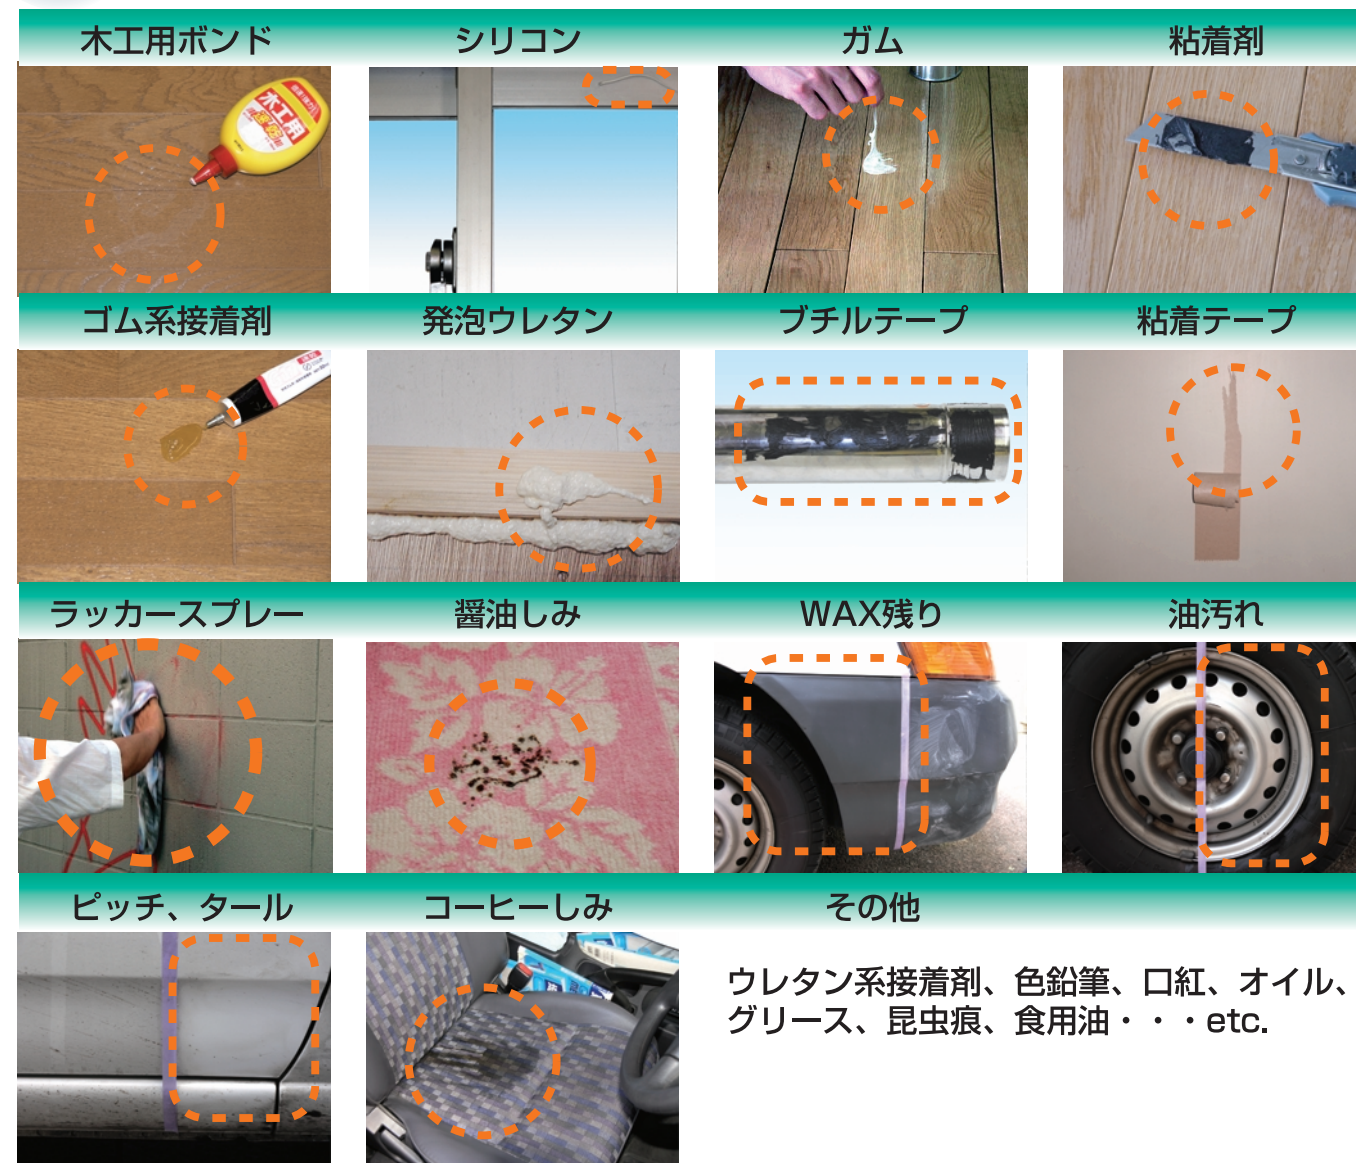 木工用ボンド
シリコン
ガム
粘着剤
木工用
速乾
ゴム系接着剤
発泡ウレタン
ブチルテープ
粘着テープ
ラッカースプレー
醤油しみ
WAX残り
油汚れ
ピッチ、タール
コーヒーしみ
その他
ウレタン系接着剤、色鉛筆、口紅、オイル、
グリース、昆虫痕、食用油・・・etc.